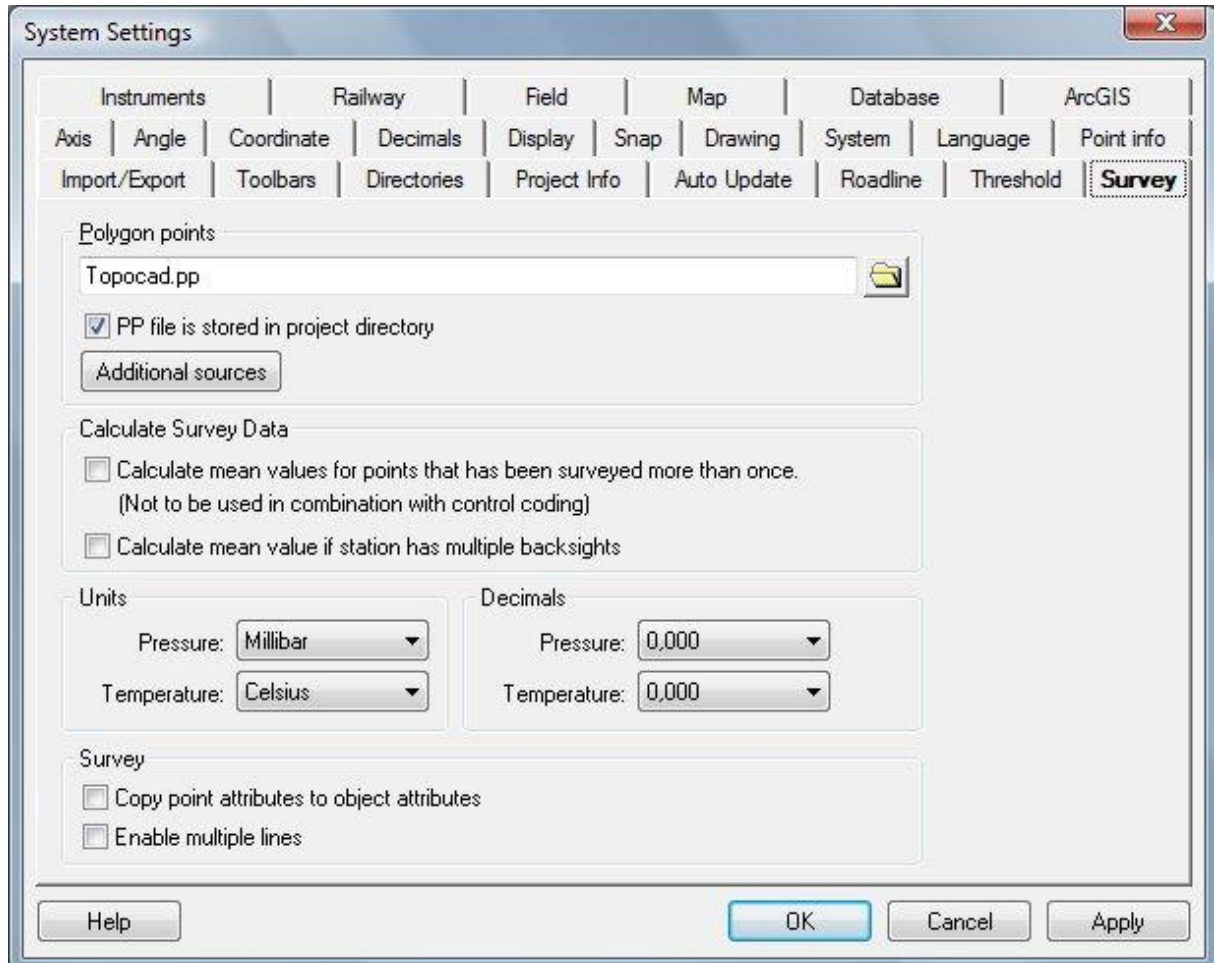 System Settings
Instruments Railway Field Map Database ArcGIS
Axis Angle Coordinate Decimals Display Snap Drawing System Language Point info
Import/Export Toolbars Directories Project Info Auto Update Roadline Threshold Survey
Polygon points
Topocad.pp
PP file is stored in project directory
Additional sources
Calculate Survey Data
Calculate mean values for points that has been surveyed more than once.
(Not to be used in combination with control coding)
Calculate mean value if station has multiple backsights
Units
Pressure: Millibar
Temperature: Celsius
Decimals
Pressure: 0,000
Temperature: 0,000
Survey
Copy point attributes to object attributes
Enable multiple lines
Help OK Cancel Apply